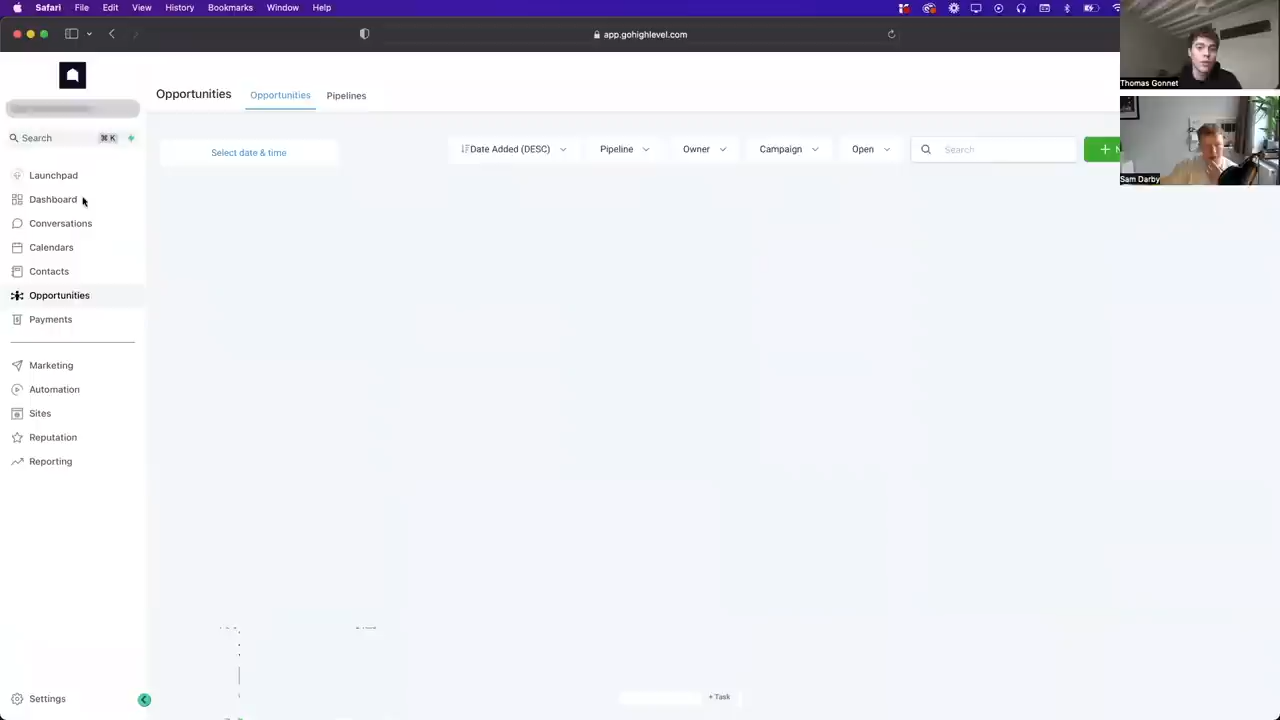 Safari File Edit View History Bookmarks Window Help
app.gohighlevel.com
Thomas Gonnet
Sam Darby
Opportunities Opportunities Pipelines
Search ⌘ K
Select date & time Date Added (DESC) Pipeline Owner Campaign Open Search + N
Launchpad
Dashboard
Conversations
Calendars
Contacts
Opportunities
Payments
Marketing
Automation
Sites
Reputation
Reporting
Settings
+ Task